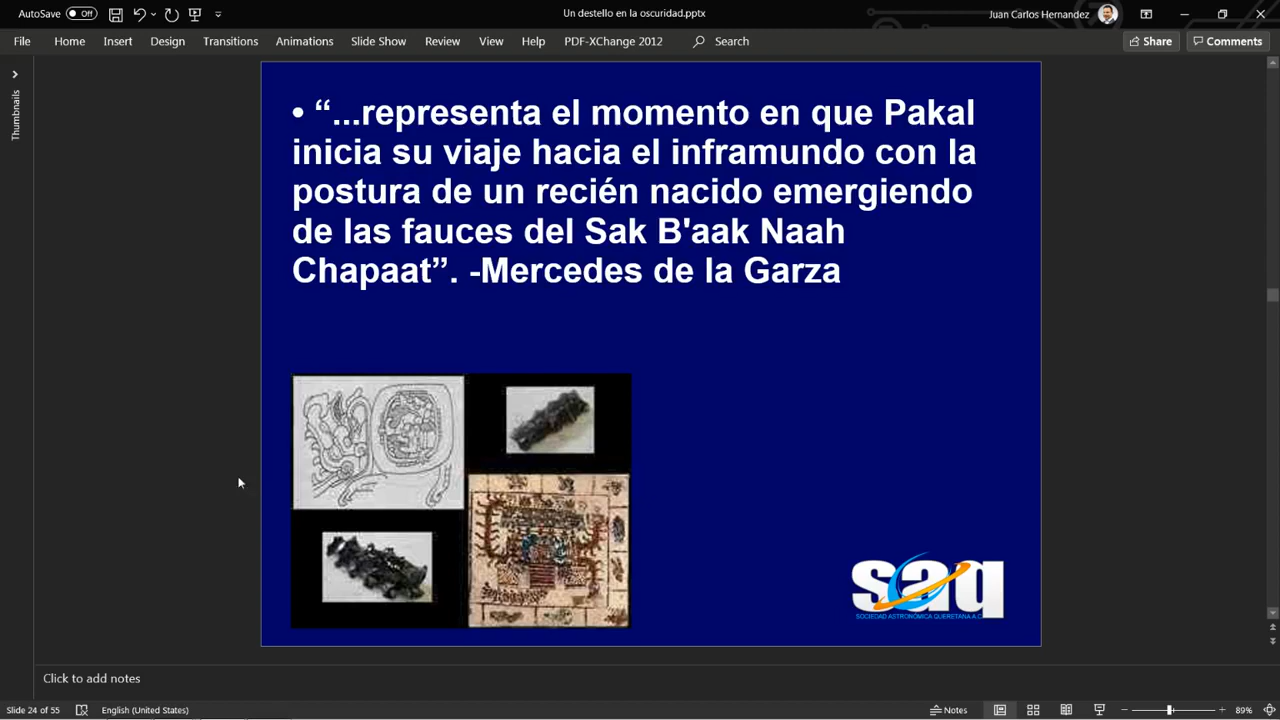 AutoSave Off
Un destello en la oscuridad.pptx
Juan Carlos Hernandez
File Home Insert Design Transitions Animations Slide Show Review View Help PDF-XChange 2012 Search Share Comments
Thumbnails
• “...representa el momento en que Pakal
inicia su viaje hacia el inframundo con la
postura de un recién nacido emergiendo
de las fauces del Sak B'aak Naah
Chapaat”. -Mercedes de la Garza
saq
SOCIEDAD ASTRONÓMICA QUERETANA A.C.
Click to add notes
Slide 24 of 55 English (United States) Notes 89%